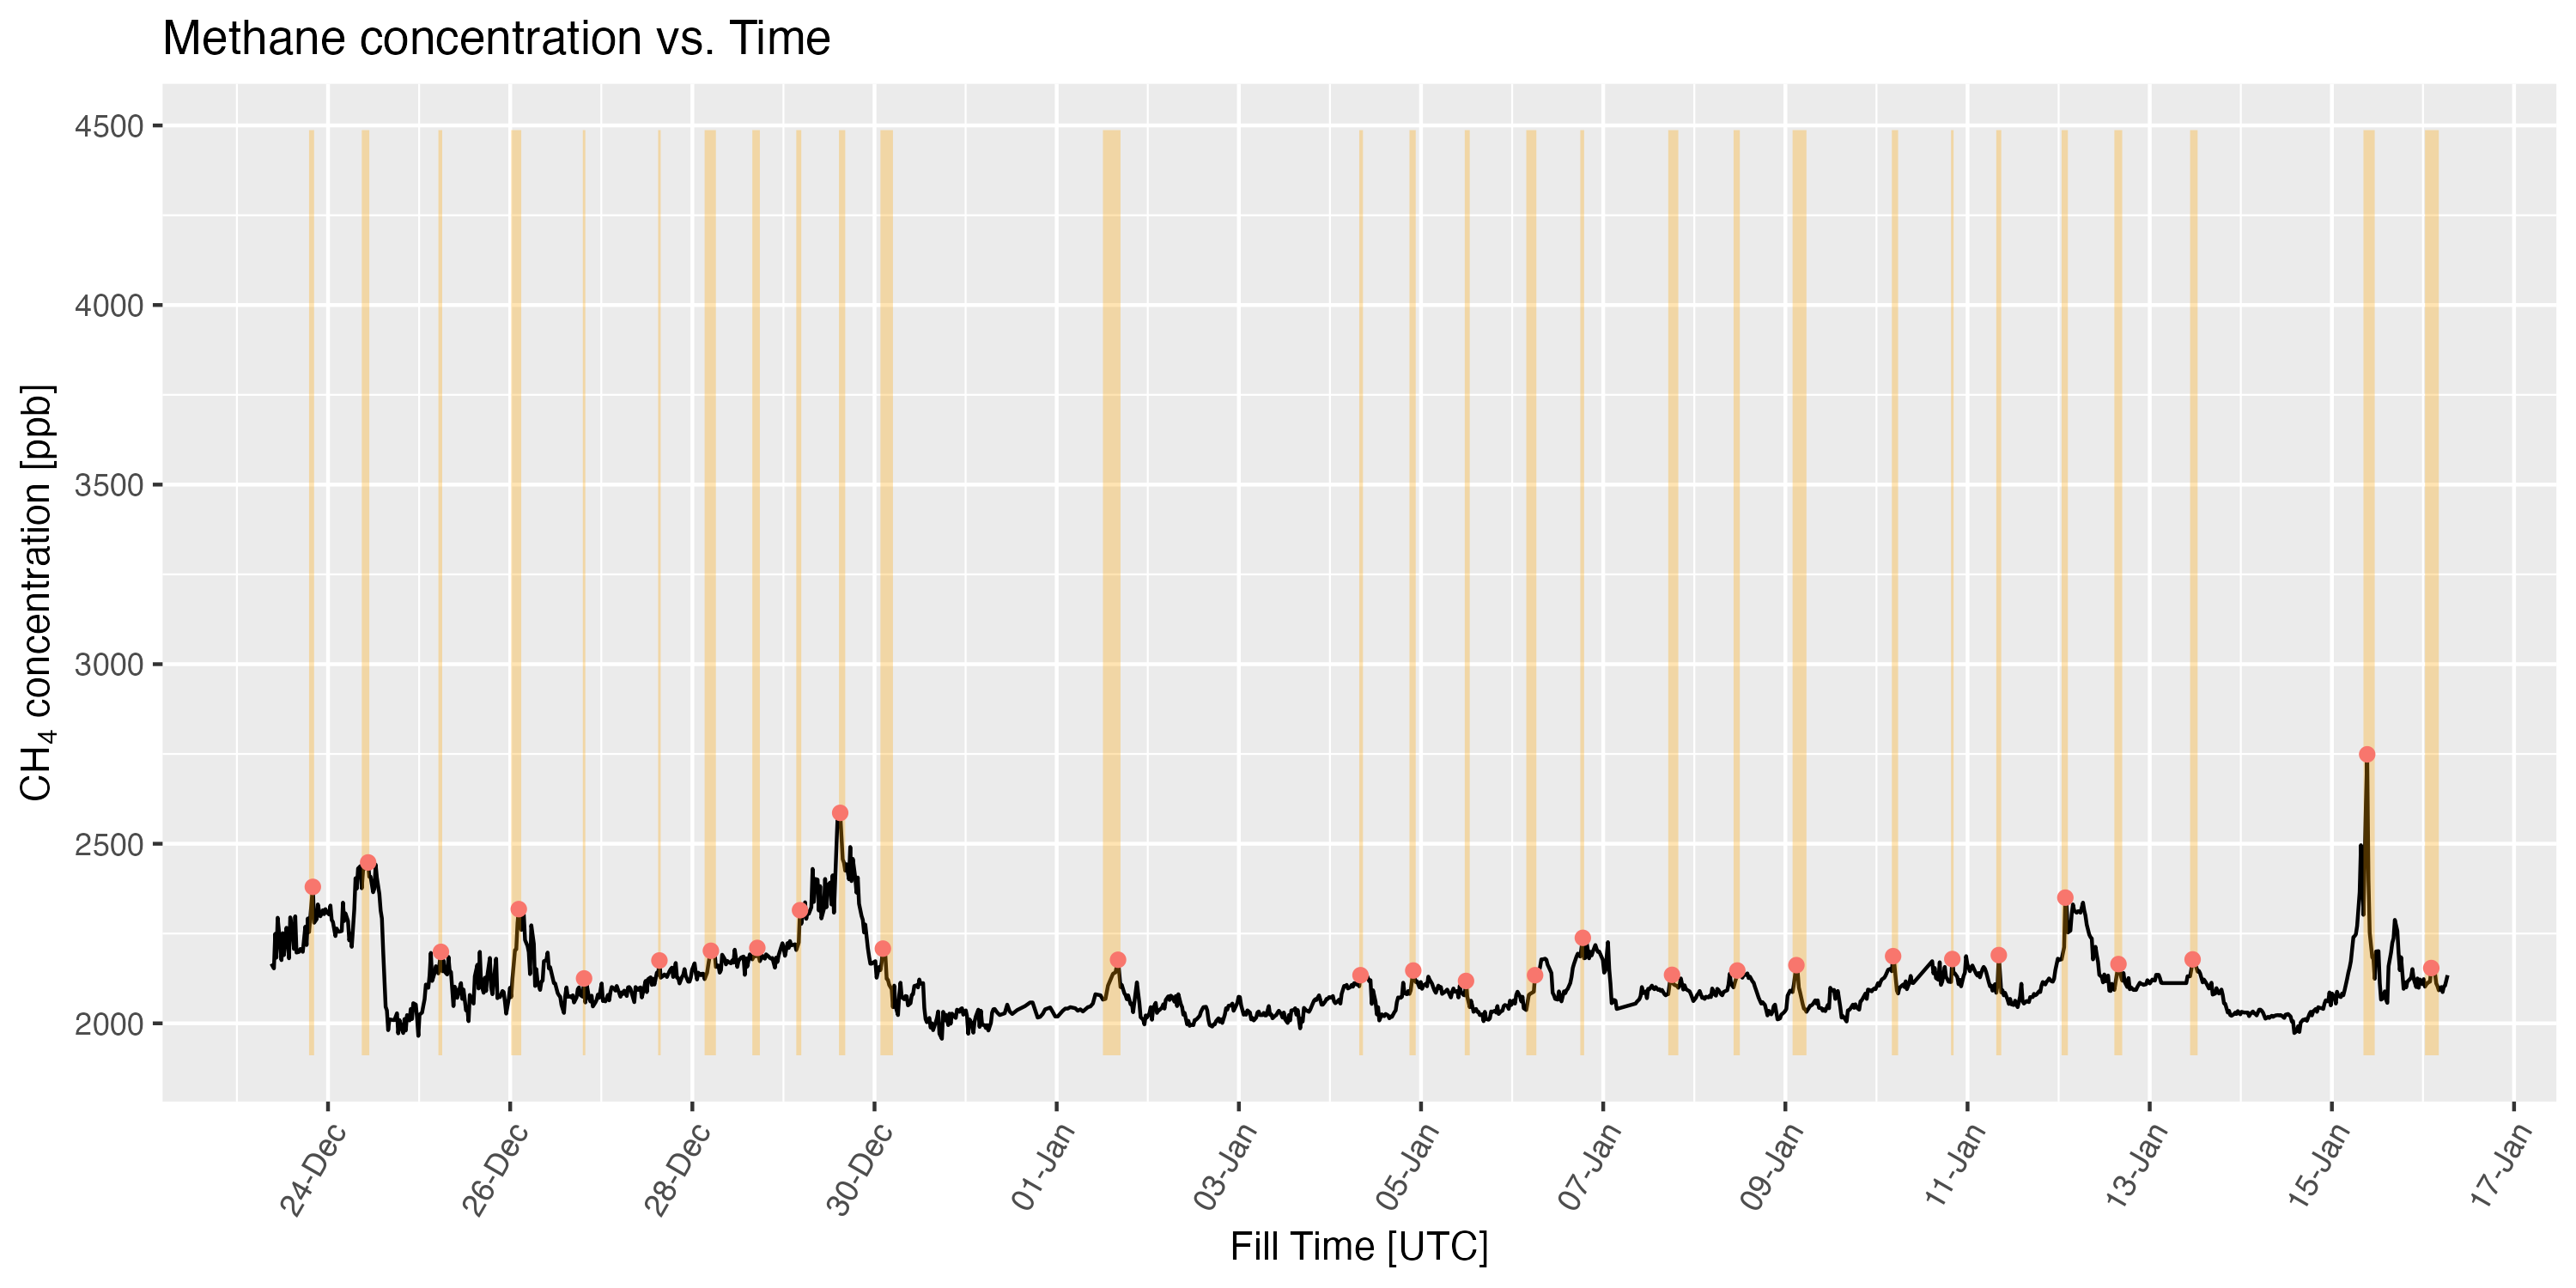 Methane concentration vs. Time
4500
4000
3500
3000
2500
2000
CH₄ concentration [ppb]
24-Dec
26-Dec
28-Dec
30-Dec
01-Jan
03-Jan
05-Jan
07-Jan
09-Jan
11-Jan
13-Jan
15-Jan
17-Jan
Fill Time [UTC]